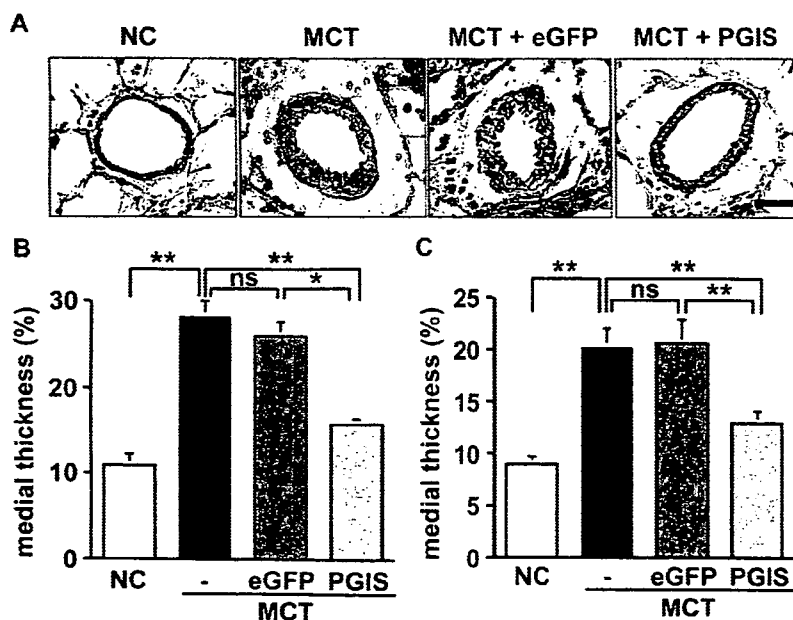 A
NC MCT MCT + eGFP MCT + PGIS
B
** **
ns *
medial thickness (%)
30
20
10
0
NC - eGFP PGIS
MCT
C
** **
ns **
medial thickness (%)
25
20
15
10
5
0
NC - eGFP PGIS
MCT